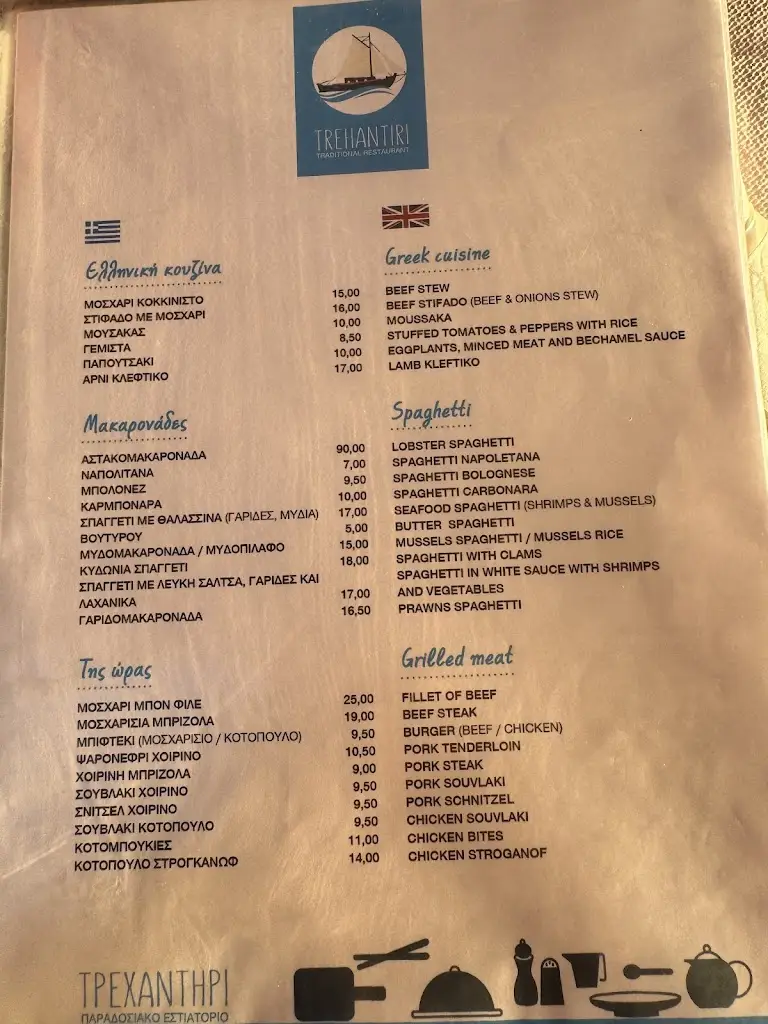 TREHANTIRI
TRADITIONAL RESTAURANT
Ελληνική κουζίνα
Greek cuisine
ΜΟΣΧΑΡΙ ΚΟΚΚΙΝΙΣΤΟ 15,00 BEEF STEW
ΣΤΙΦΑΔΟ ΜΕ ΜΟΣΧΑΡΙ 16,00 BEEF STIFADO (BEEF & ONIONS STEW)
ΜΟΥΣΑΚΑΣ 10,00 MOUSSAKA
ΓΕΜΙΣΤΑ 8,50 STUFFED TOMATOES & PEPPERS WITH RICE
ΠΑΠΟΥΤΣΑΚΙ 10,00 EGGPLANTS, MINCED MEAT AND BECHAMEL SAUCE
ΑΡΝΙ ΚΛΕΦΤΙΚΟ 17,00 LAMB KLEFTIKO
Μακαρονάδες
Spaghetti
ΑΣΤΑΚΟΜΑΚΑΡΟΝΑΔΑ 90,00 LOBSTER SPAGHETTI
ΝΑΠΟΛΙΤΑΝΑ 7,00 SPAGHETTI NAPOLETANA
ΜΠΟΛΟΝΕΖ 9,50 SPAGHETTI BOLOGNESE
ΚΑΡΜΠΟΝΑΡΑ 10,00 SPAGHETTI CARBONARA
ΣΠΑΓΓΕΤΙ ΜΕ ΘΑΛΑΣΣΙΝΑ (ΓΑΡΙΔΕΣ, ΜΥΔΙΑ) 17,00 SEAFOOD SPAGHETTI (SHRIMPS & MUSSELS)
ΒΟΥΤΥΡΟΥ 5,00 BUTTER SPAGHETTI
ΜΥΔΟΜΑΚΑΡΟΝΑΔΑ / ΜΥΔΟΠΙΛΑΦΟ 15,00 MUSSELS SPAGHETTI / MUSSELS RICE
ΚΥΔΩΝΙΑ ΣΠΑΓΓΕΤΙ 18,00 SPAGHETTI WITH CLAMS
ΣΠΑΓΓΕΤΙ ΜΕ ΛΕΥΚΗ ΣΑΛΤΣΑ, ΓΑΡΙΔΕΣ ΚΑΙ SPAGHETTI IN WHITE SAUCE WITH SHRIMPS
ΛΑΧΑΝΙΚΑ 17,00 AND VEGETABLES
ΓΑΡΙΔΟΜΑΚΑΡΟΝΑΔΑ 16,50 PRAWNS SPAGHETTI
Της ώρας
Grilled meat
ΜΟΣΧΑΡΙ ΜΠΟΝ ΦΙΛΕ 25,00 FILLET OF BEEF
ΜΟΣΧΑΡΙΣΙΑ ΜΠΡΙΖΟΛΑ 19,00 BEEF STEAK
ΜΠΙΦΤΕΚΙ (ΜΟΣΧΑΡΙΣΙΟ / ΚΟΤΟΠΟΥΛΟ) 9,50 BURGER (BEEF / CHICKEN)
ΨΑΡΟΝΕΦΡΙ ΧΟΙΡΙΝΟ 10,50 PORK TENDERLOIN
ΧΟΙΡΙΝΗ ΜΠΡΙΖΟΛΑ 9,00 PORK STEAK
ΣΟΥΒΛΑΚΙ ΧΟΙΡΙΝΟ 9,50 PORK SOUVLAKI
ΣΝΙΤΣΕΛ ΧΟΙΡΙΝΟ 9,50 PORK SCHNITZEL
ΣΟΥΒΛΑΚΙ ΚΟΤΟΠΟΥΛΟ 9,50 CHICKEN SOUVLAKI
ΚΟΤΟΜΠΟΥΚΙΕΣ 11,00 CHICKEN BITES
ΚΟΤΟΠΟΥΛΟ ΣΤΡΟΓΚΑΝΩΦ 14,00 CHICKEN STROGANOF
ΤΡΕΧΑΝΤΗΡΙ
ΠΑΡΑΔΟΣΙΑΚΟ ΕΣΤΙΑΤΟΡΙΟ